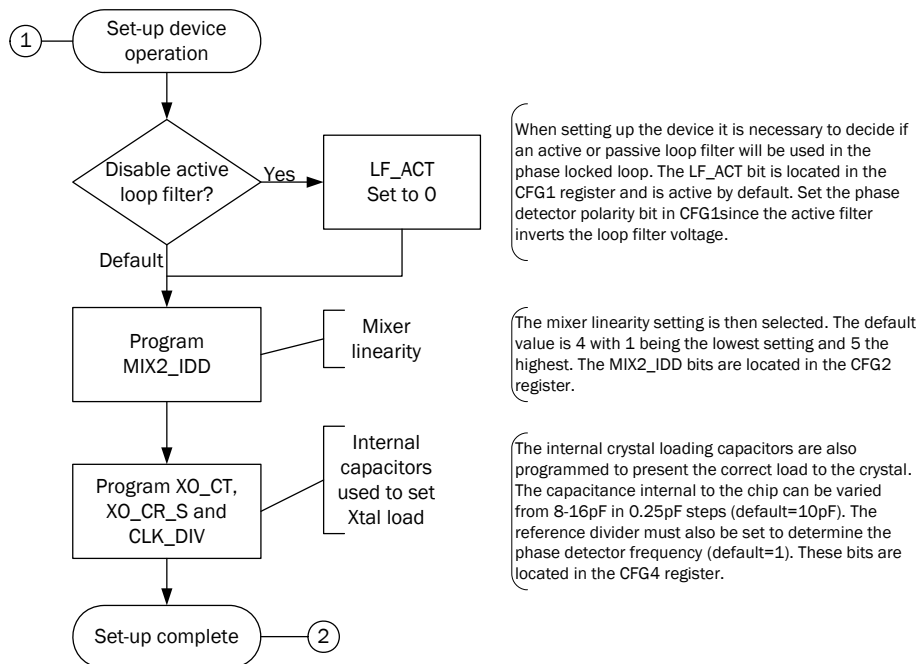 1
Set-up device
operation
Disable active
loop filter?
Yes
LF_ACT
Set to 0
Default
When setting up the device it is necessary to decide if
an active or passive loop filter will be used in the
phase locked loop. The LF_ACT bit is located in the
CFG1 register and is active by default. Set the phase
detector polarity bit in CFG1since the active filter
inverts the loop filter voltage.
Program
MIX2_IDD
Mixer
linearity
The mixer linearity setting is then selected. The default
value is 4 with 1 being the lowest setting and 5 the
highest. The MIX2_IDD bits are located in the CFG2
register.
Program XO_CT,
XO_CR_S and
CLK_DIV
Internal
capacitors
used to set
Xtal load
The internal crystal loading capacitors are also
programmed to present the correct load to the crystal.
The capacitance internal to the chip can be varied
from 8-16pF in 0.25pF steps (default=10pF). The
reference divider must also be set to determine the
phase detector frequency (default=1). These bits are
located in the CFG4 register.
Set-up complete
2